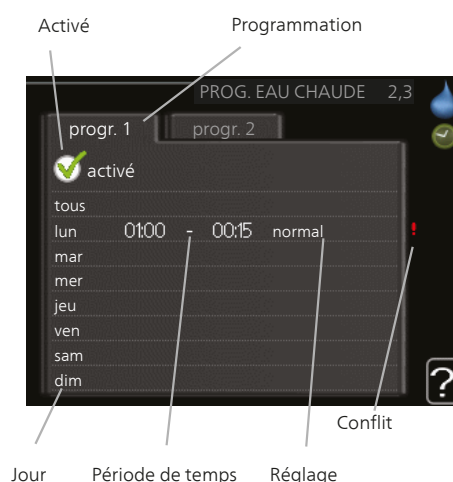 Activé
Programmation
PROG. EAU CHAUDE 2,3
progr. 1
progr. 2
activé
tous
lun 01:00 - 00:15 normal
!
mar
mer
jeu
ven
sam
dim
?
Conflit
Jour
Période de temps
Réglage